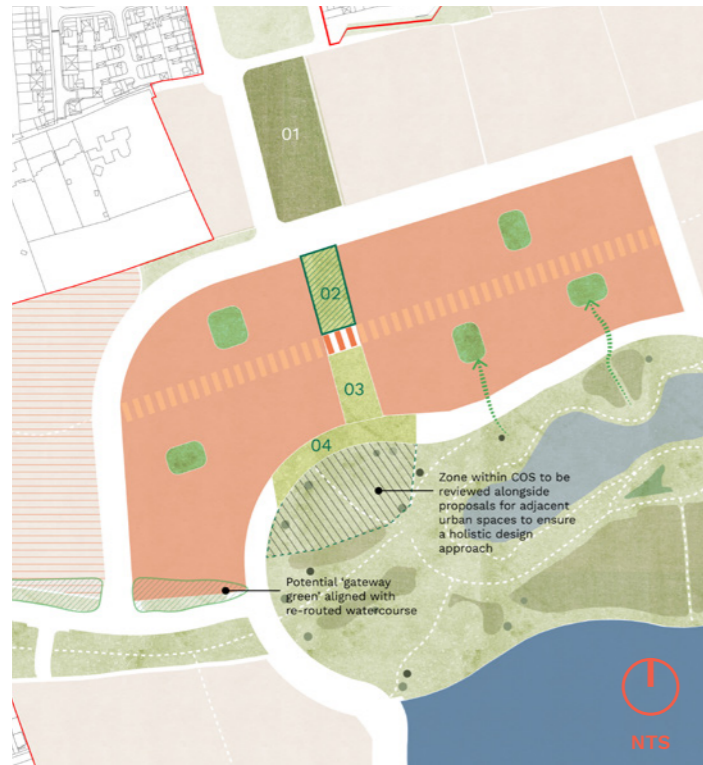 01
02
03
04
Zone within COS to be
reviewed alongside
proposals for adjacent
urban spaces to ensure
a holistic design
approach
Potential ‘gateway
green’ aligned with
re-routed watercourse
NTS